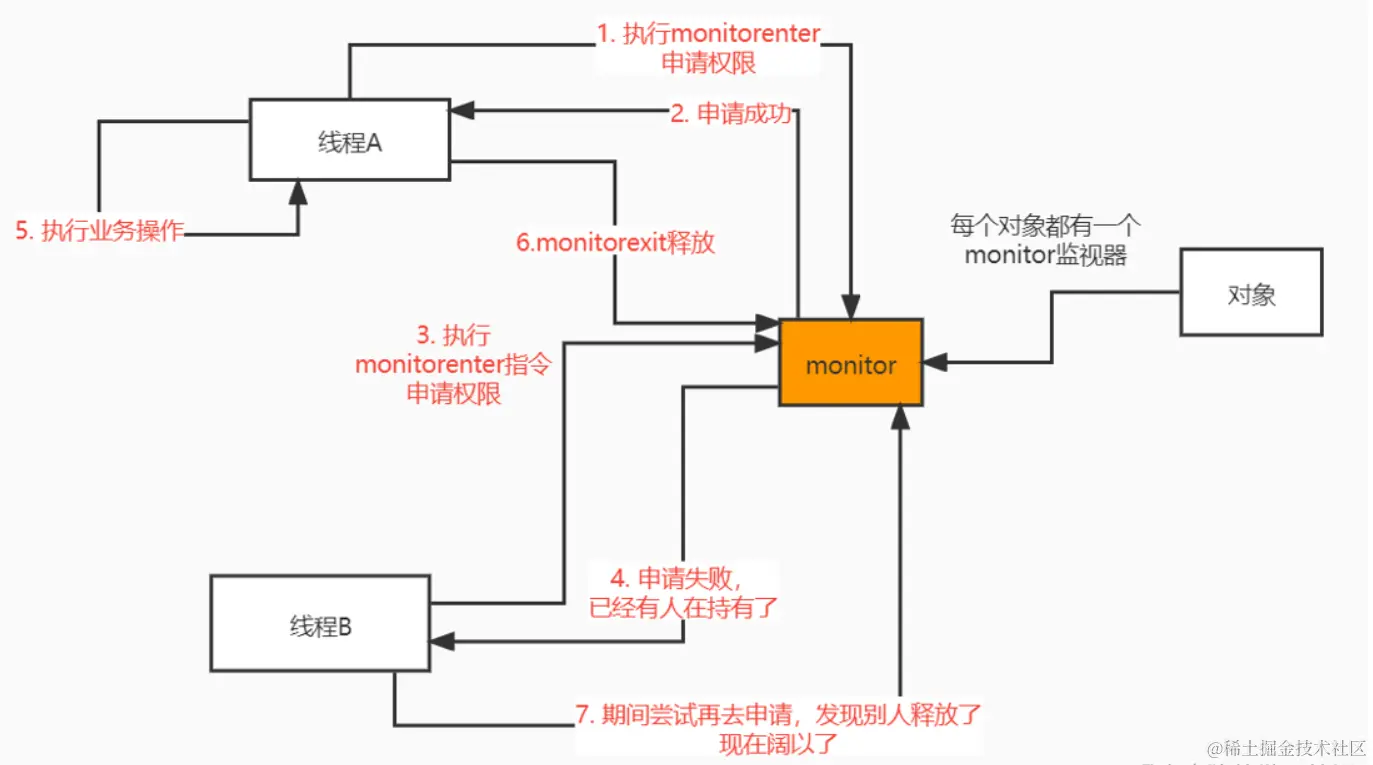 1. 执行monitorenter
申请权限
2. 申请成功
线程A
5. 执行业务操作
6.monitorexit释放
每个对象都有一个
monitor监视器
对象
3. 执行
monitorenter指令
申请权限
monitor
4. 申请失败，
已经有人在持有了
线程B
7. 期间尝试再去申请，发现别人释放了
现在阔以了
@稀土掘金技术社区